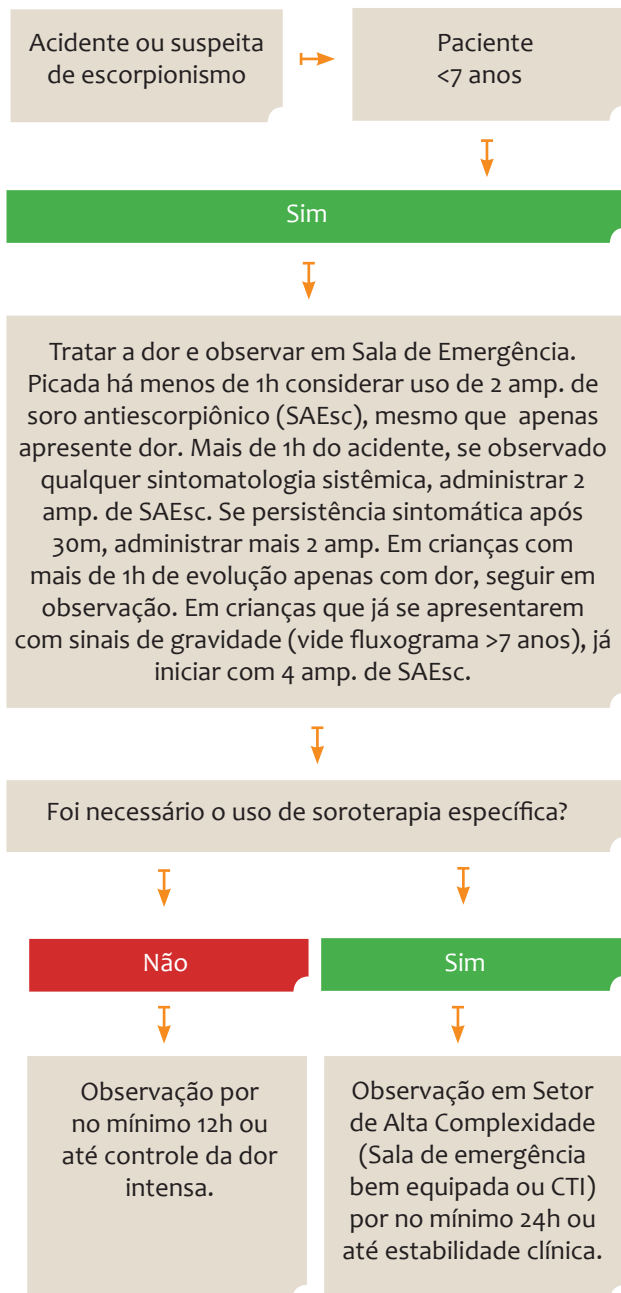 Acidente ou suspeita
de escorpionismo
Paciente
<7 anos
Sim
Tratar a dor e observar em Sala de Emergência.
Picada há menos de 1h considerar uso de 2 amp. de
soro antiescorpiônico (SAEsc), mesmo que apenas
apresente dor. Mais de 1h do acidente, se observado
qualquer sintomatologia sistêmica, administrar 2
amp. de SAEsc. Se persistência sintomática após
30m, administrar mais 2 amp. Em crianças com
mais de 1h de evolução apenas com dor, seguir em
observação. Em crianças que já se apresentarem
com sinais de gravidade (vide fluxograma >7 anos), já
iniciar com 4 amp. de SAEsc.
Foi necessário o uso de soroterapia específica?
Não
Sim
Observação por
no mínimo 12h ou
até controle da dor
intensa.
Observação em Setor
de Alta Complexidade
(Sala de emergência
bem equipada ou CTI)
por no mínimo 24h ou
até estabilidade clínica.